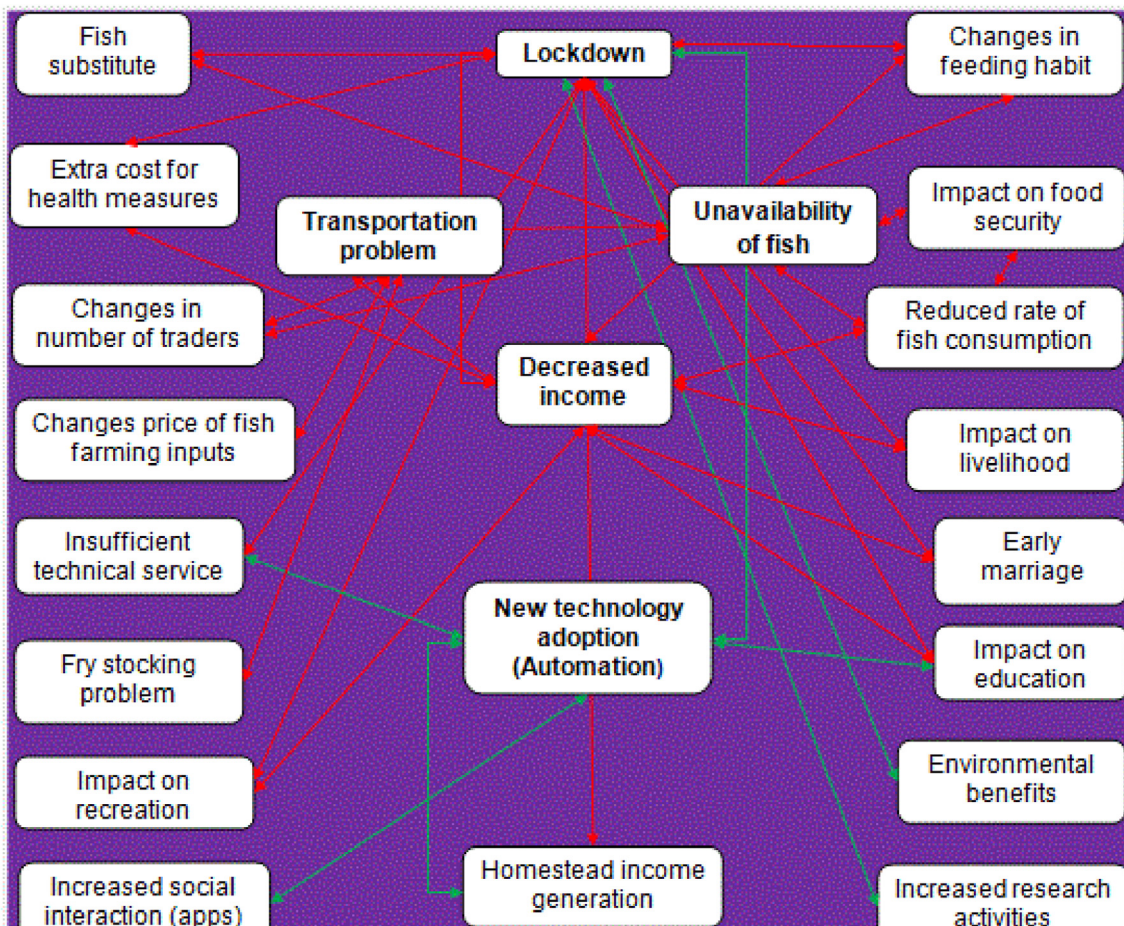 Fish
substitute
Lockdown
Changes in
feeding habit
Extra cost for
health measures
Transportation
problem
Unavailability
of fish
Impact on food
security
Changes in
number of traders
Reduced rate of
fish consumption
Decreased
income
Changes price of fish
farming inputs
Impact on
livelihood
Insufficient
technical service
Early
marriage
New technology
adoption
(Automation)
Fry stocking
problem
Impact on
education
Impact on
recreation
Environmental
benefits
Increased social
interaction (apps)
Homestead income
generation
Increased research
activities